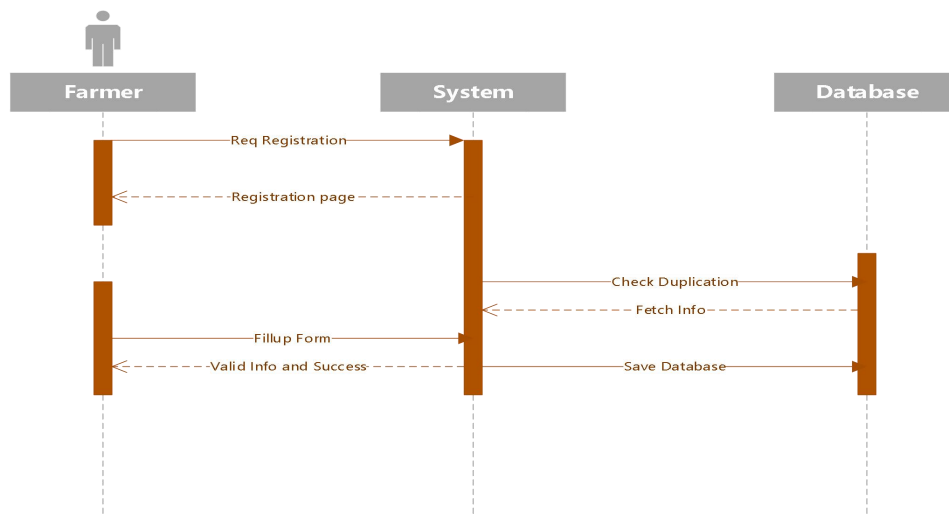 Farmer
System
Database
Req Registration
Registration page
Check Duplication
Fetch Info
Fillup Form
Valid Info and Success
Save Database